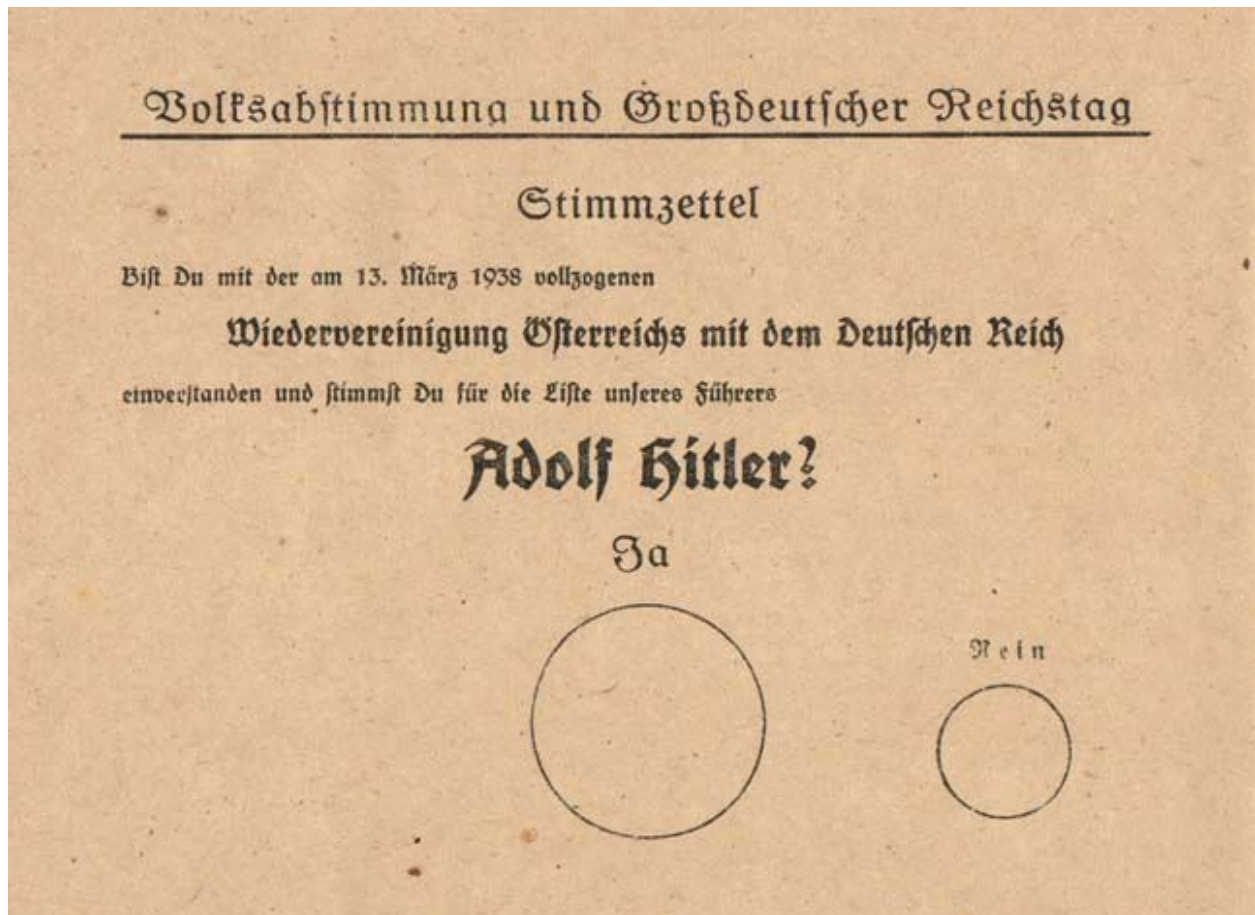 Volksabstimmung und Großdeutscher Reichstag
Stimmzettel
Bist Du mit der am 13. März 1938 vollzogenen
Wiedervereinigung Österreichs mit dem Deutschen Reich
einverstanden und stimmst Du für die Liste unseres Führers
Adolf Hitler?
Ja
Nein